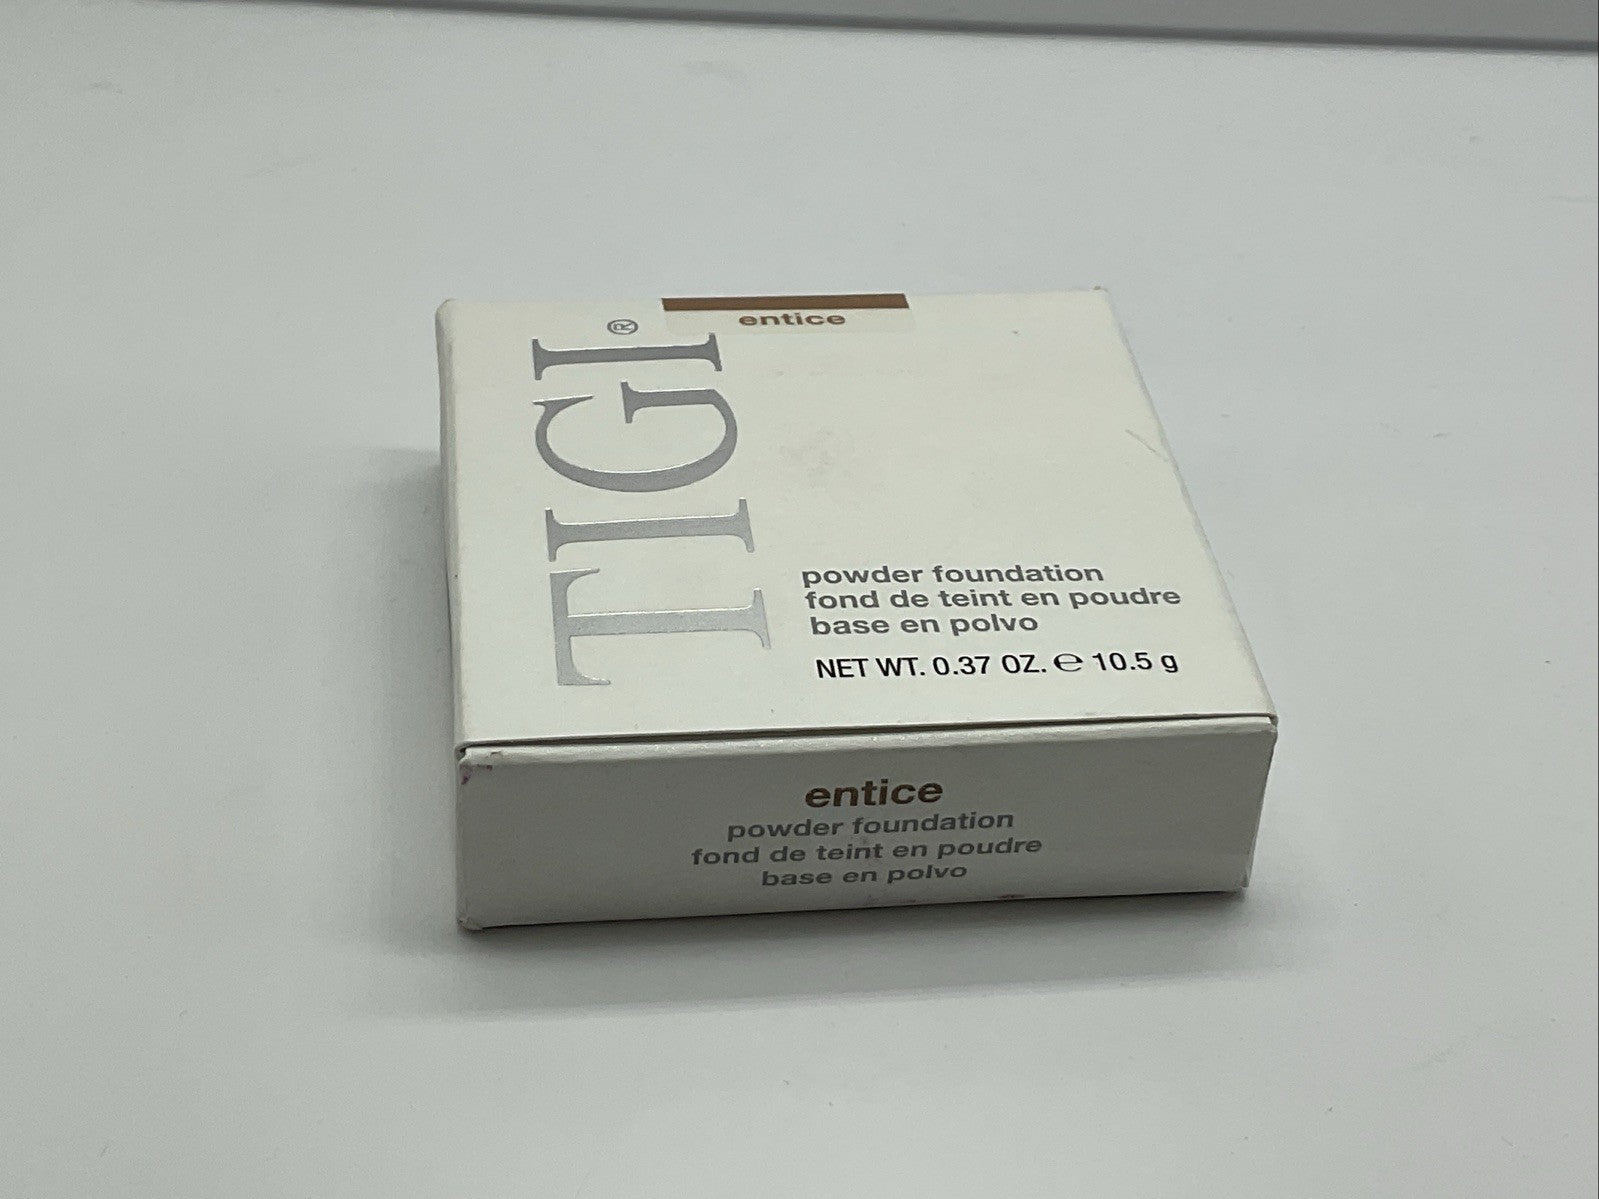 entice
TIGI®
powder foundation
fond de teint en poudre
base en polvo
NET WT. 0.37 OZ. ℮ 10.5 g
entice
powder foundation
fond de teint en poudre
base en polvo